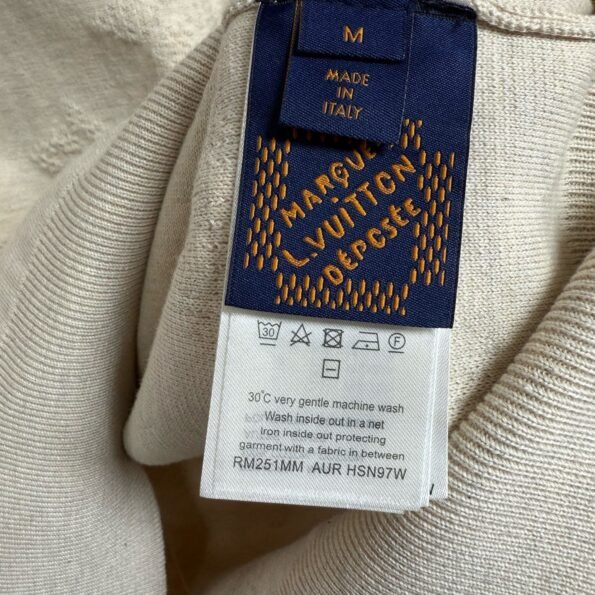 M
MADE
IN
ITALY
MARQUE
L.VUITTON
DÉPOSÉE
30
F
30°C very gentle machine wash
Wash inside out in a net
Iron inside out protecting
garment with a fabric in between
RM251MM AUR HSN97W